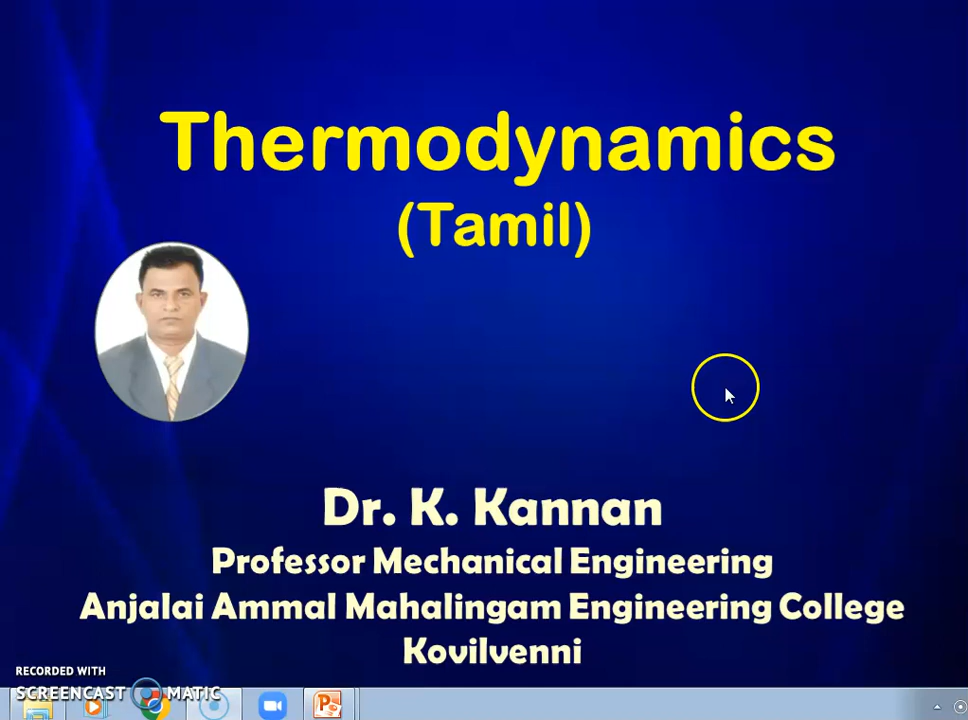 Thermodynamics
(Tamil)
Dr. K. Kannan
Professor Mechanical Engineering
Anjalai Ammal Mahalingam Engineering College
Kovilvenni
RECORDED WITH
SCREENCAST MATIC